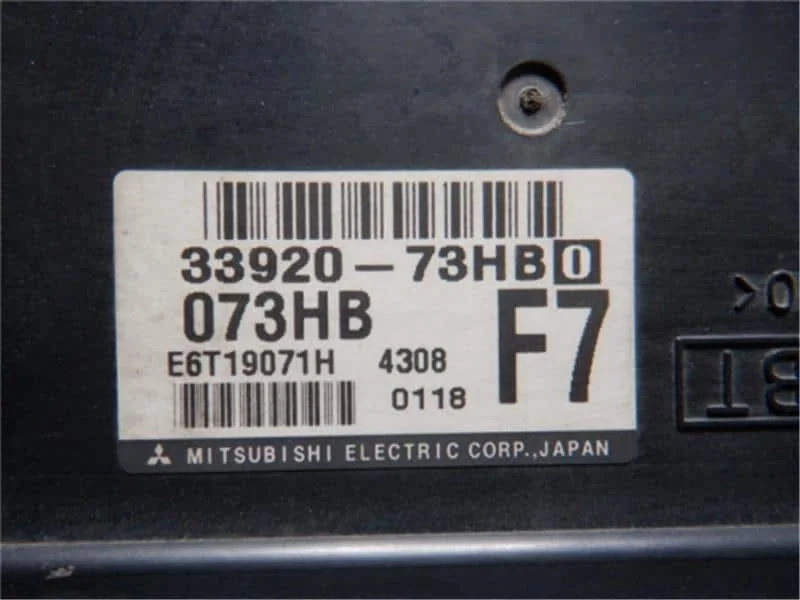 33920-73HB0
073HB
F7
E6T19071H 4308
0118
MITSUBISHI ELECTRIC CORP.,JAPAN